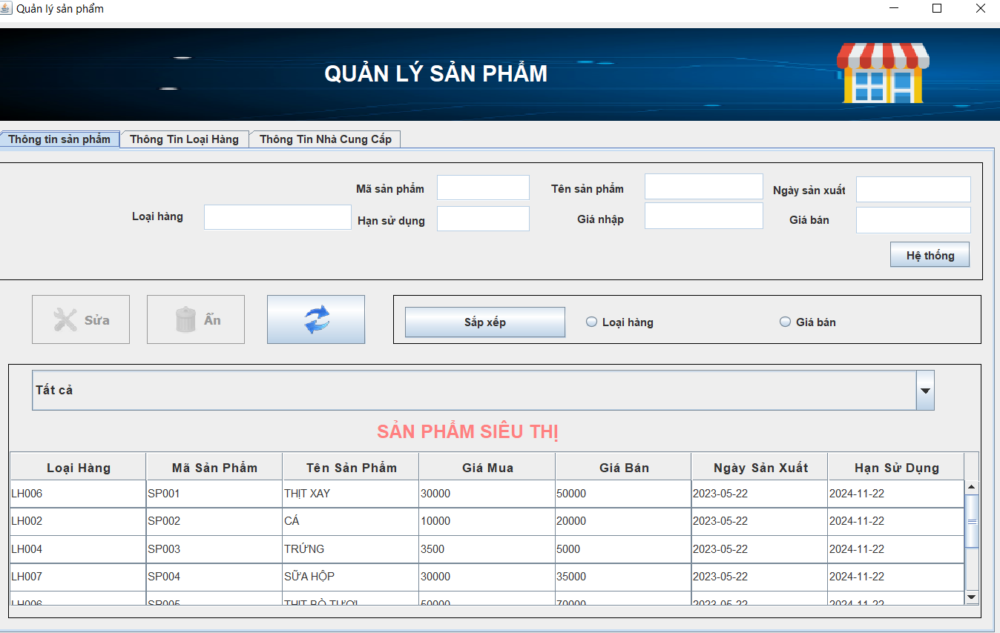 Quản lý sản phẩm
QUẢN LÝ SẢN PHẨM
Thông tin sản phẩm Thông Tin Loại Hàng Thông Tin Nhà Cung Cấp
Mã sản phẩm Tên sản phẩm Ngày sản xuất
Loại hàng Hạn sử dụng Giá nhập Giá bán
Hệ thống
Sửa Ẩn Sắp xếp Loại hàng Giá bán
Tất cả
SẢN PHẨM SIÊU THỊ
Loại Hàng Mã Sản Phẩm Tên Sản Phẩm Giá Mua Giá Bán Ngày Sản Xuất Hạn Sử Dụng
LH006 SP001 THỊT XAY 30000 50000 2023-05-22 2024-11-22
LH002 SP002 CÁ 10000 20000 2023-05-22 2024-11-22
LH004 SP003 TRỨNG 3500 5000 2023-05-22 2024-11-22
LH007 SP004 SỮA HỘP 30000 35000 2023-05-22 2024-11-22
LH006 SP005 THỊT BÒ TƯƠI 50000 70000 2023-05-22 2024-11-22